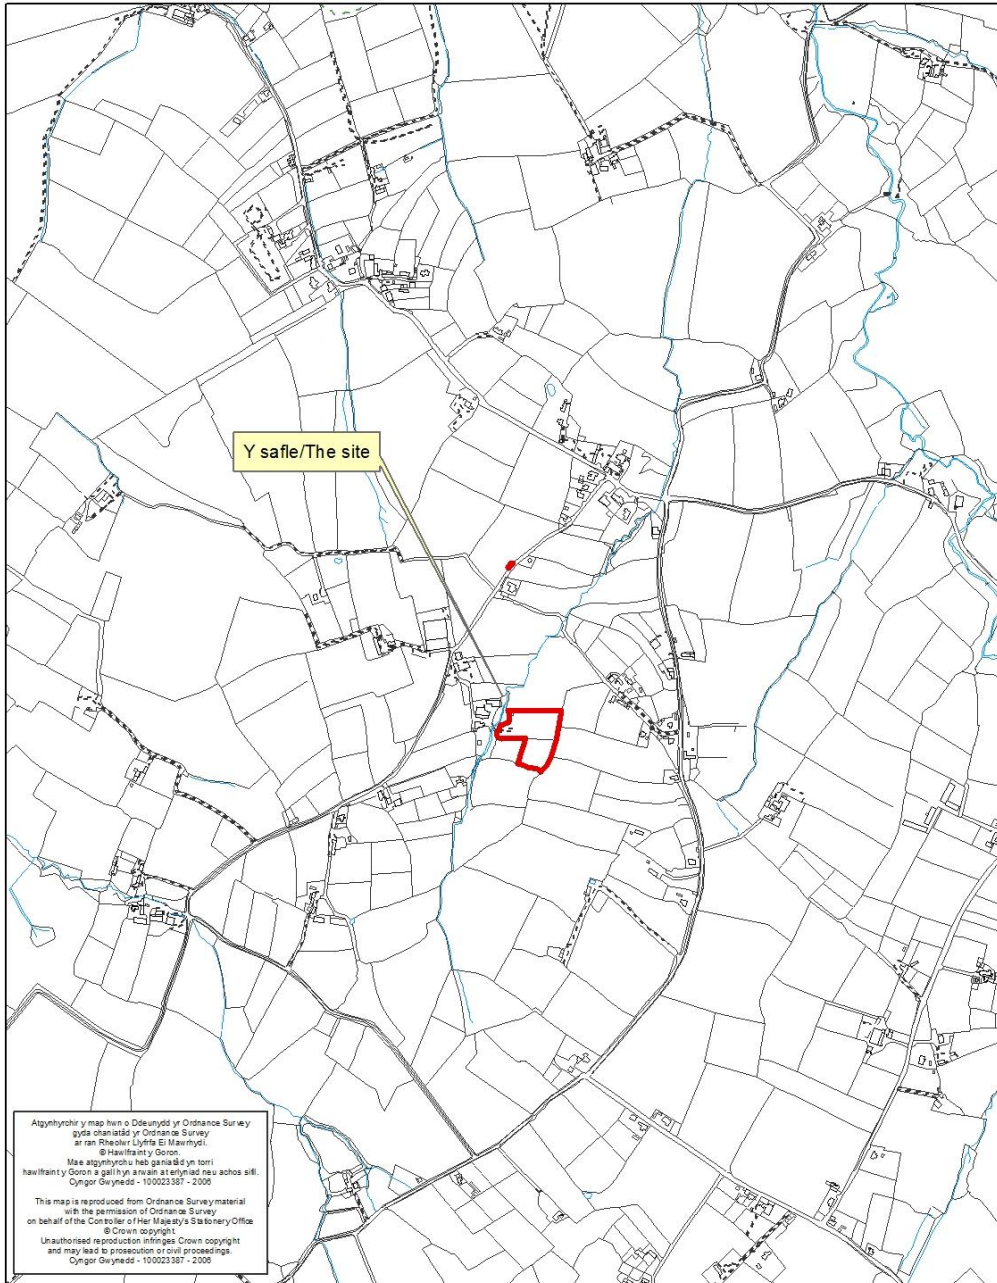 Y safle/The site
Atgynhyrchir y map hwn o Ddeunydd yr Ordnance Survey
gyda chaniatâd yr Ordnance Survey
ar ran Rheolwr Llyfrfa Ei Mawrhydi.
© Hawlfraint y Goron.
Mae atgynhyrchu heb ganiatâd yn torri
hawlfraint y Goron a gall hyn arwain at erlyniad neu achos sifil.
Cyngor Gwynedd - 100023387 - 2006
This map is reproduced from Ordnance Survey material
with the permission of Ordnance Survey
on behalf of the Controller of Her Majesty's Stationery Office
© Crown copyright.
Unauthorised reproduction infringes Crown copyright
and may lead to prosecution or civil proceedings.
Cyngor Gwynedd - 100023387 - 2006